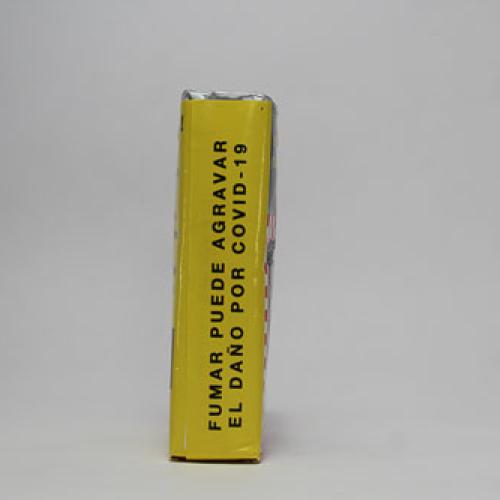 FUMAR PUEDE AGRAVAR
EL DAÑO POR COVID-19